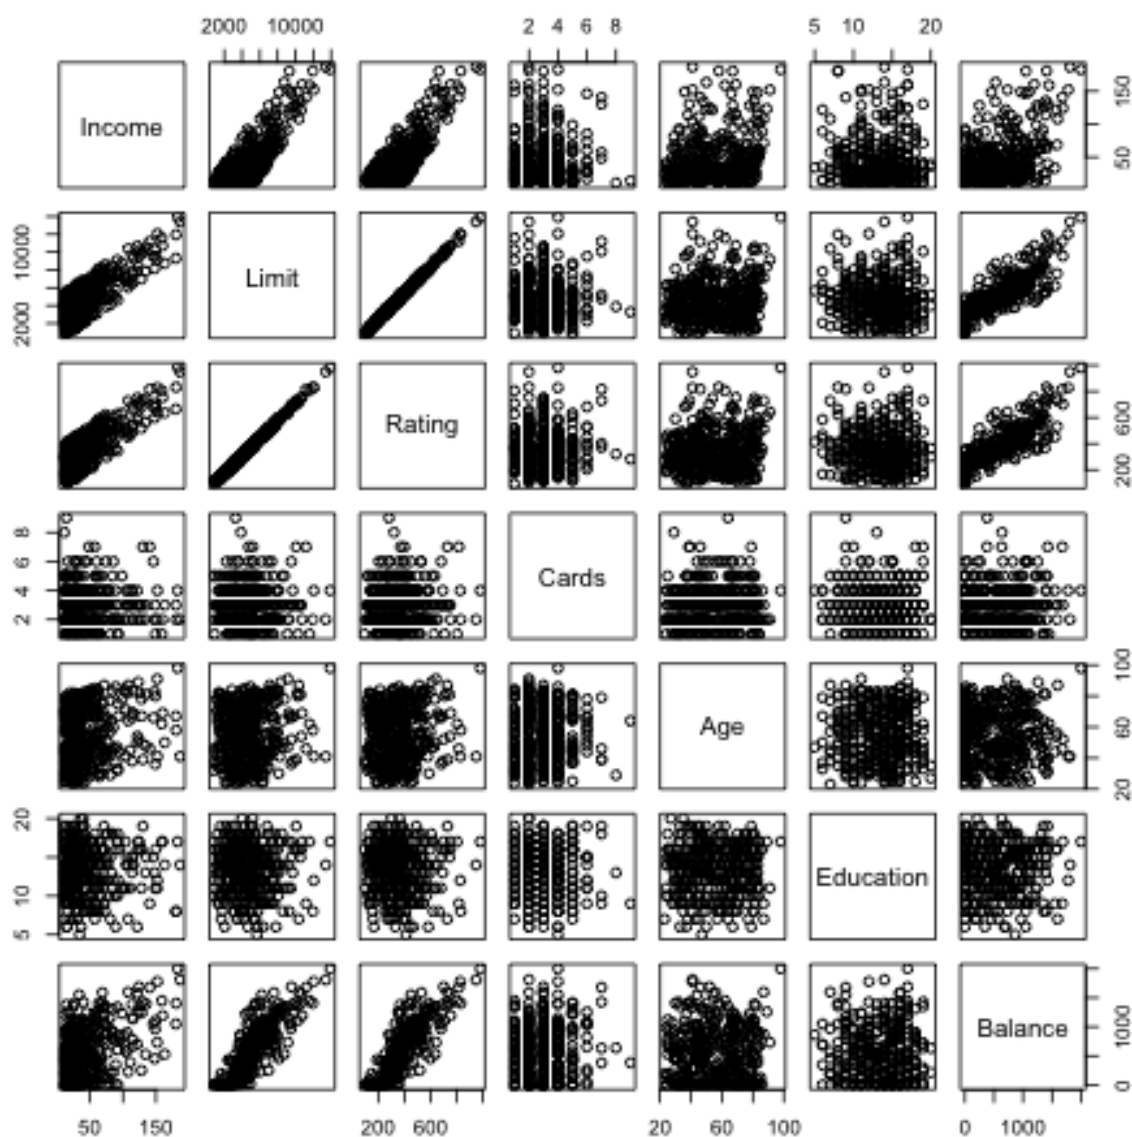 2000 10000 2 4 6 8 5 10 20
Income 50 150
2000 10000 Limit
Rating 200 600
2 4 6 8 Cards
Age 20 60 100
5 10 20 Education
Balance 0 1000
50 150 200 600 20 60 100 0 1000